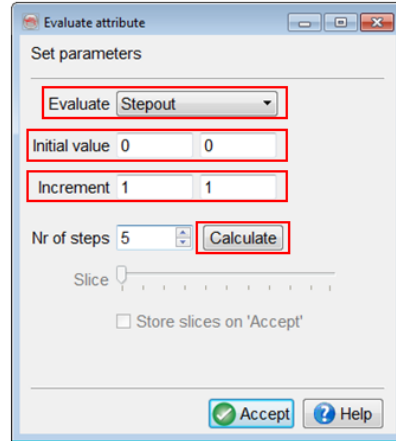 Evaluate attribute
Set parameters
Evaluate Stepout
Initial value 0 0
Increment 1 1
Nr of steps 5 Calculate
Slice
Store slices on 'Accept'
Accept Help